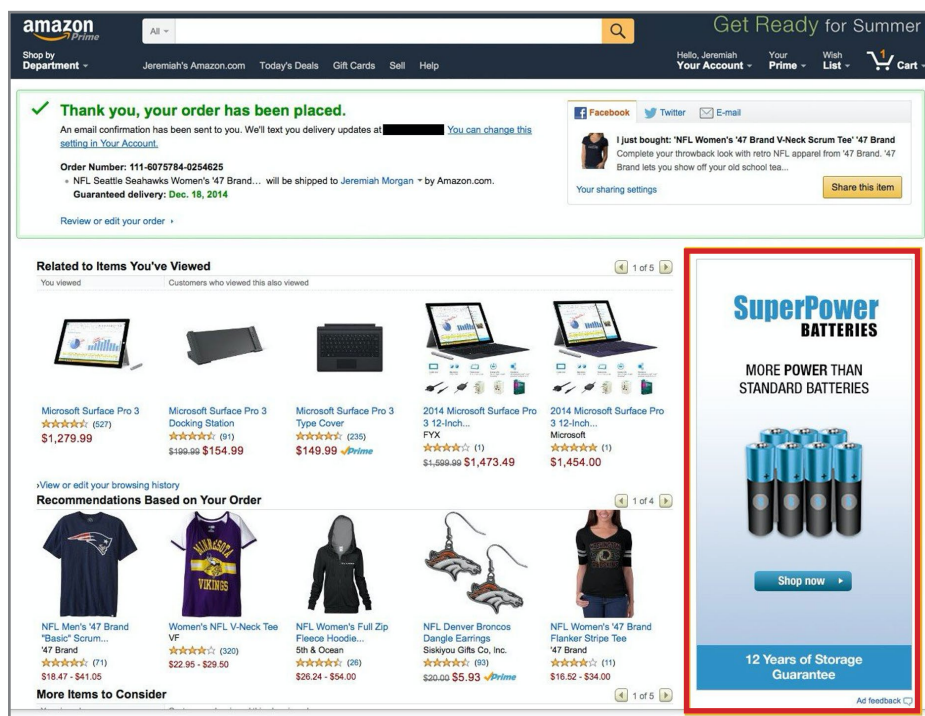 amazon
Prime
All
Get Ready for Summer
Shop by
Department
Jeremiah's Amazon.com Today's Deals Gift Cards Sell Help
Hello, Jeremiah
Your Account
Your
Prime
Wish
List
1
Cart
Thank you, your order has been placed.
An email confirmation has been sent to you. We'll text you delivery updates at You can change this
setting in Your Account.
Order Number: 111-6075784-0254625
NFL Seattle Seahawks Women's '47 Brand... will be shipped to Jeremiah Morgan by Amazon.com.
Guaranteed delivery: Dec. 18, 2014
Review or edit your order
Facebook Twitter E-mail
I just bought: 'NFL Women's '47 Brand V-Neck Scrum Tee' '47 Brand
Complete your throwback look with retro NFL apparel from '47 Brand. '47
Brand lets you show off your old school tea...
Your sharing settings
Share this item
Related to Items You've Viewed
1 of 5
You viewed Customers who viewed this also viewed
Microsoft Surface Pro 3
(527)
$1,279.99
Microsoft Surface Pro 3
Docking Station
(91)
$199.99 $154.99
Microsoft Surface Pro 3
Type Cover
(235)
$149.99 Prime
2014 Microsoft Surface Pro
3 12-Inch...
FYX
(1)
$1,599.99 $1,473.49
2014 Microsoft Surface Pro
3 12-Inch...
Microsoft
(1)
$1,454.00
›View or edit your browsing history
Recommendations Based on Your Order
1 of 4
MINNESOTA
VIKINGS
NFL Men's '47 Brand
"Basic" Scrum...
'47 Brand
(71)
$18.47 - $41.05
Women's NFL V-Neck Tee
VF
(320)
$22.95 - $29.50
NFL Women's Full Zip
Fleece Hoodie...
5th & Ocean
(26)
$26.24 - $54.00
NFL Denver Broncos
Dangle Earrings
Siskiyou Gifts Co, Inc.
(93)
$20.00 $5.93 Prime
NFL Women's '47 Brand
Flanker Stripe Tee
'47 Brand
(11)
$16.52 - $34.00
More Items to Consider
1 of 5
SuperPower
BATTERIES
MORE POWER THAN
STANDARD BATTERIES
Shop now
12 Years of Storage
Guarantee
Ad feedback